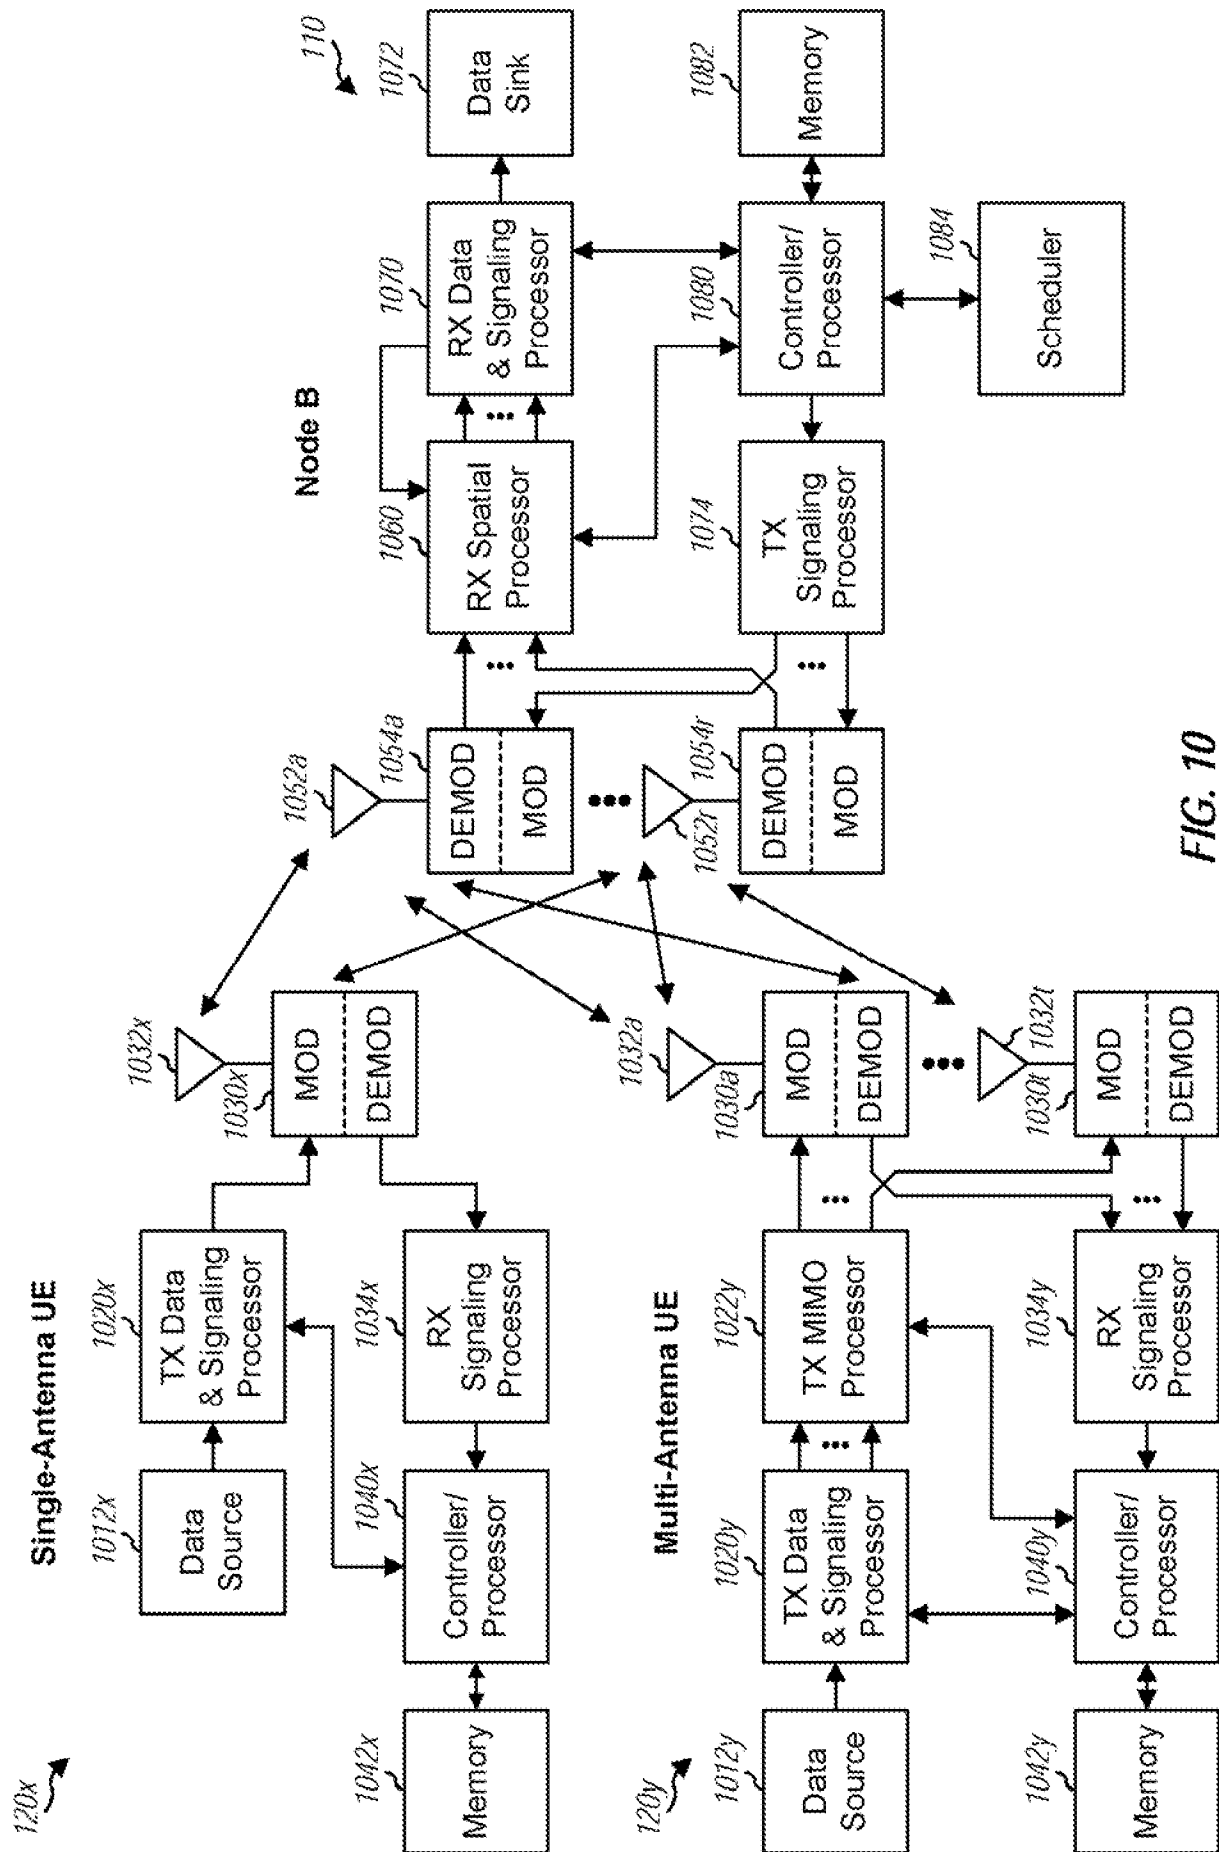 120x
Single-Antenna UE
1012x
Data
Source
1020x
TX Data
& Signaling
Processor
1032x
1030x
MOD
DEMOD
1042x
Memory
1040x
Controller/
Processor
1034x
RX
Signaling
Processor
120y
Multi-Antenna UE
1012y
Data
Source
1020y
TX Data
& Signaling
Processor
1022y
TX MIMO
Processor
1032a
1030a
MOD
DEMOD
1042y
Memory
1040y
Controller/
Processor
1034y
RX
Signaling
Processor
1032t
1030t
MOD
DEMOD
110
Node B
1052a
1054a
DEMOD
MOD
1060
RX Spatial
Processor
1070
RX Data
& Signaling
Processor
1072
Data
Sink
1052r
1054r
DEMOD
MOD
1074
TX
Signaling
Processor
1080
Controller/
Processor
1082
Memory
1084
Scheduler
FIG. 10